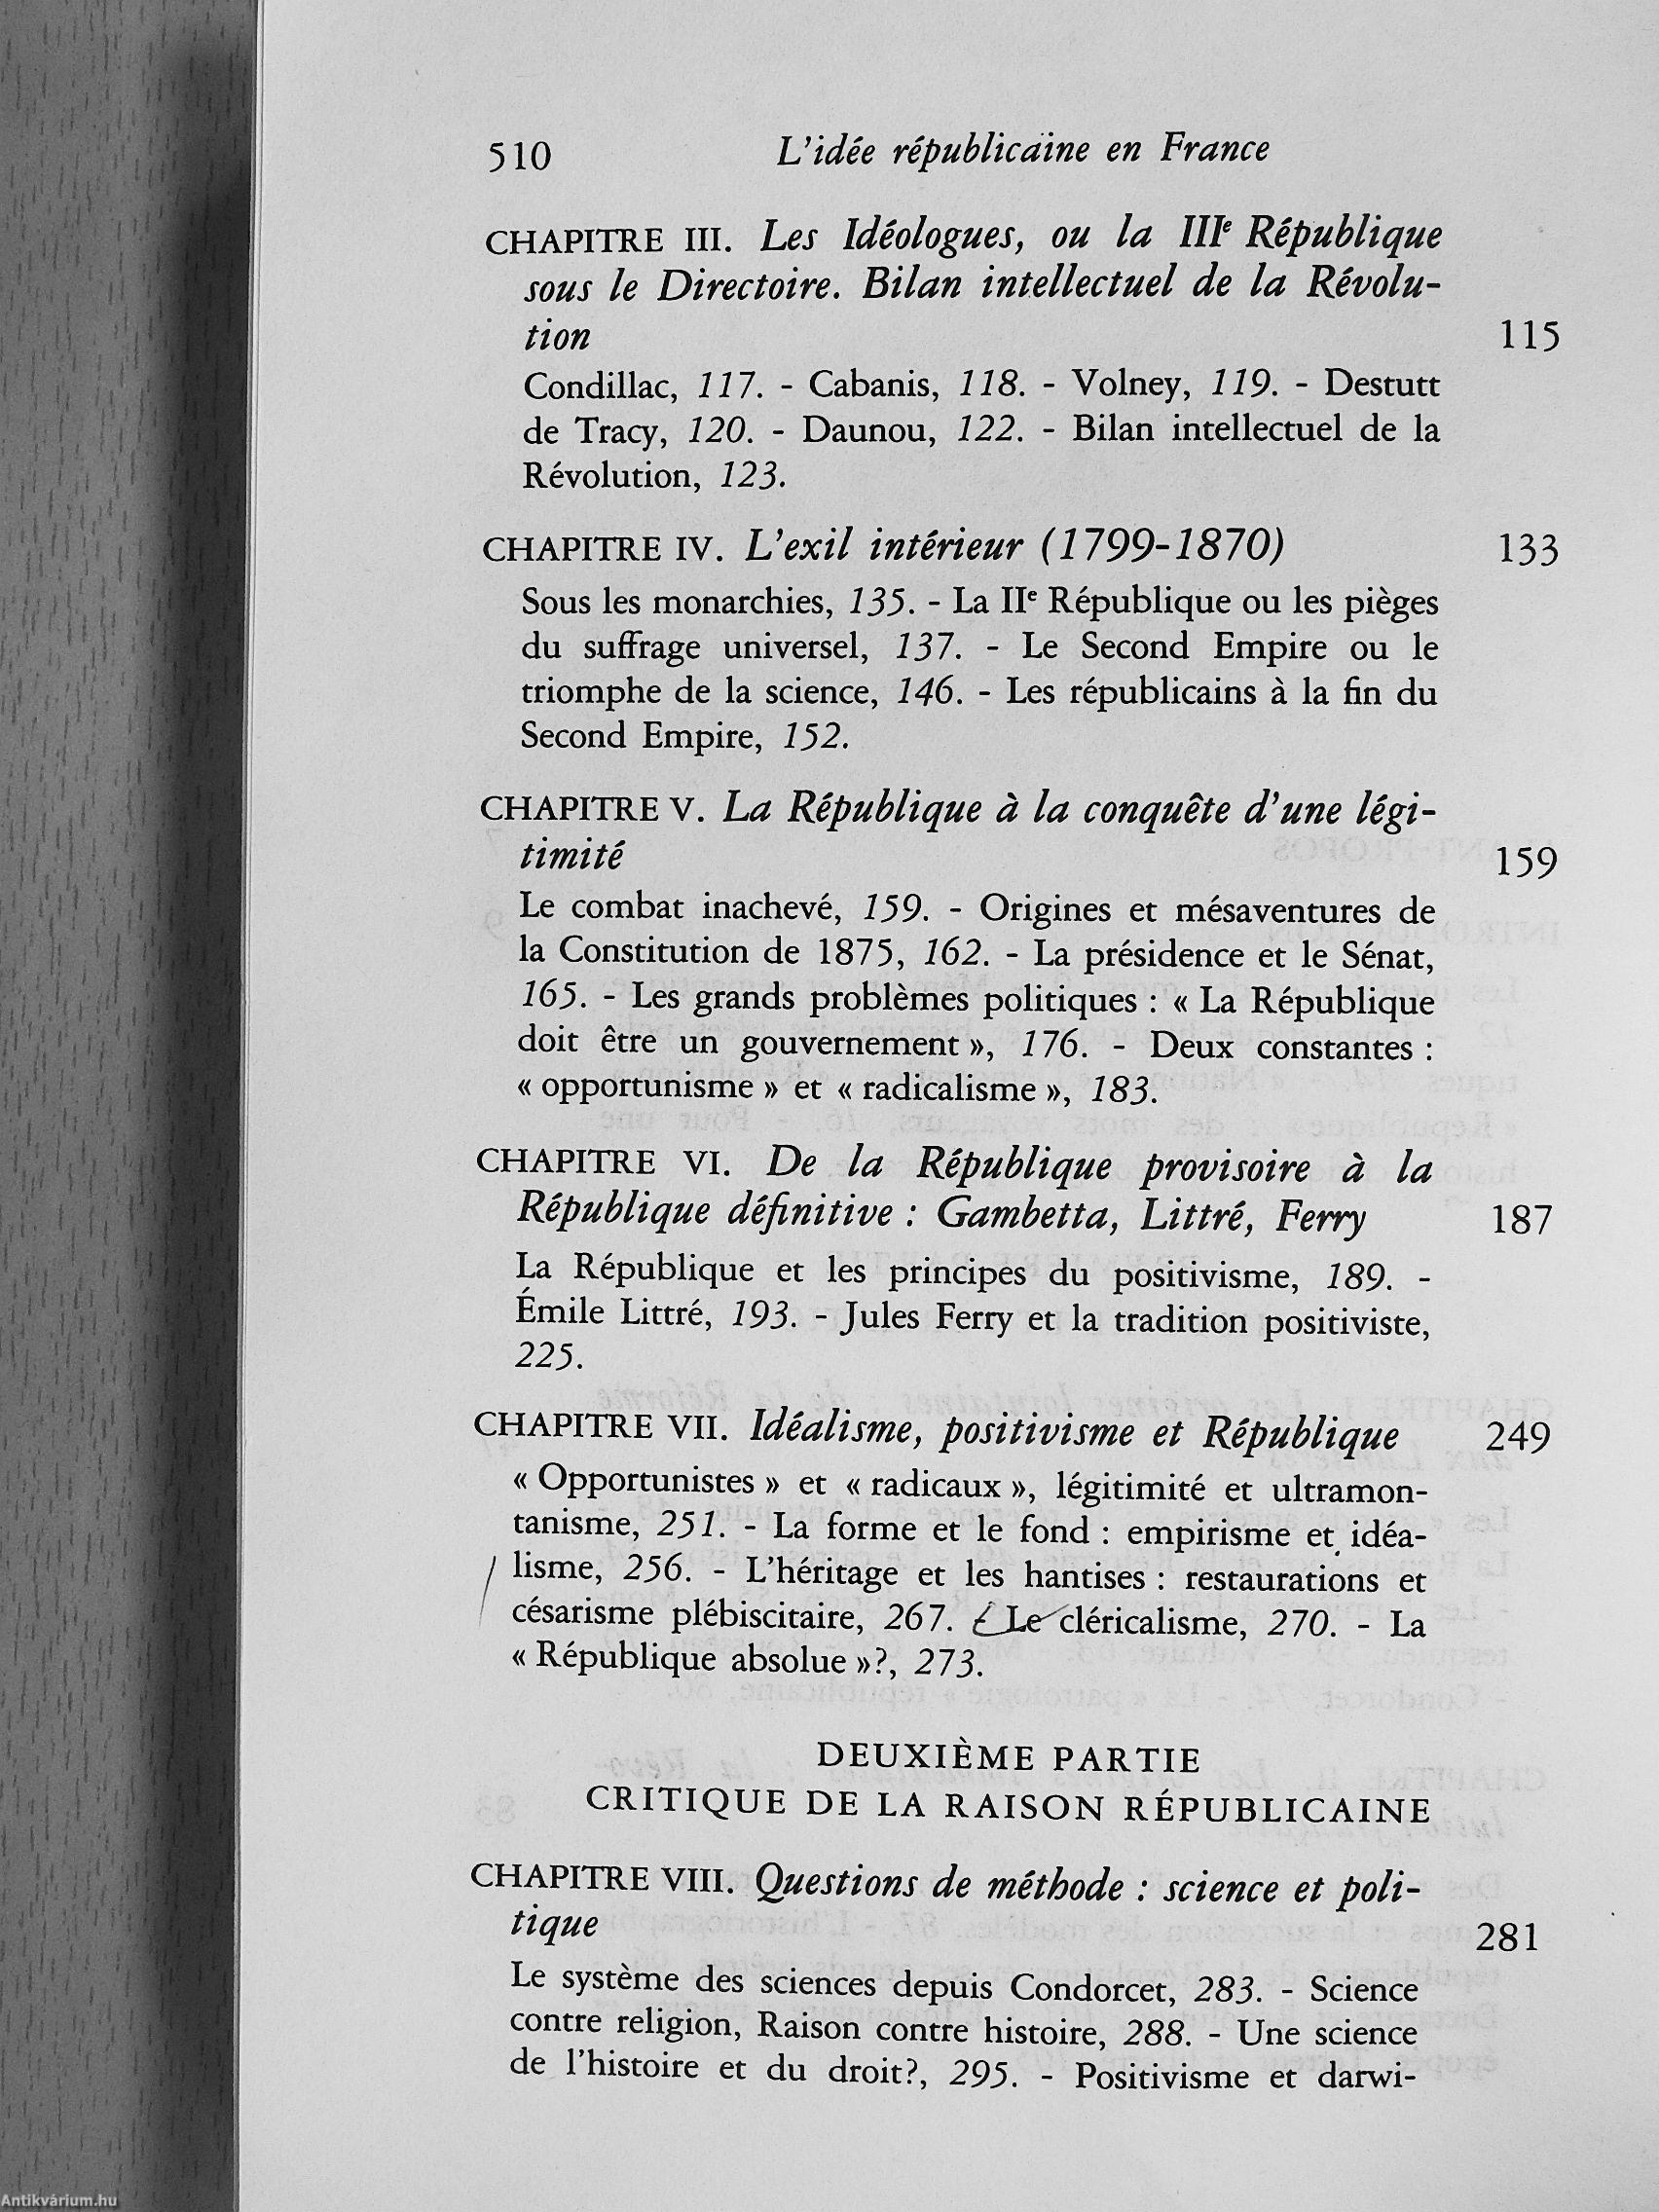 510 L'idée républicaine en France
CHAPITRE III. Les Idéologues, ou la IIIe République
sous le Directoire. Bilan intellectuel de la Révolu-
tion 115
Condillac, 117. - Cabanis, 118. - Volney, 119. - Destutt
de Tracy, 120. - Daunou, 122. - Bilan intellectuel de la
Révolution, 123.
CHAPITRE IV. L'exil intérieur (1799-1870) 133
Sous les monarchies, 135. - La IIe République ou les pièges
du suffrage universel, 137. - Le Second Empire ou le
triomphe de la science, 146. - Les républicains à la fin du
Second Empire, 152.
CHAPITRE V. La République à la conquête d'une légi-
timité 159
Le combat inachevé, 159. - Origines et mésaventures de
la Constitution de 1875, 162. - La présidence et le Sénat,
165. - Les grands problèmes politiques : « La République
doit être un gouvernement », 176. - Deux constantes :
« opportunisme » et « radicalisme », 183.
CHAPITRE VI. De la République provisoire à la
République définitive : Gambetta, Littré, Ferry 187
La République et les principes du positivisme, 189. -
Émile Littré, 193. - Jules Ferry et la tradition positiviste,
225.
CHAPITRE VII. Idéalisme, positivisme et République 249
« Opportunistes » et « radicaux », légitimité et ultramon-
tanisme, 251. - La forme et le fond : empirisme et idéa-
lisme, 256. - L'héritage et les hantises : restaurations et
césarisme plébiscitaire, 267. - Le cléricalisme, 270. - La
« République absolue »?, 273.
DEUXIÈME PARTIE
CRITIQUE DE LA RAISON RÉPUBLICAINE
CHAPITRE VIII. Questions de méthode : science et poli-
tique 281
Le système des sciences depuis Condorcet, 283. - Science
contre religion, Raison contre histoire, 288. - Une science
de l'histoire et du droit?, 295. - Positivisme et darwi-
Antikvárium.hu